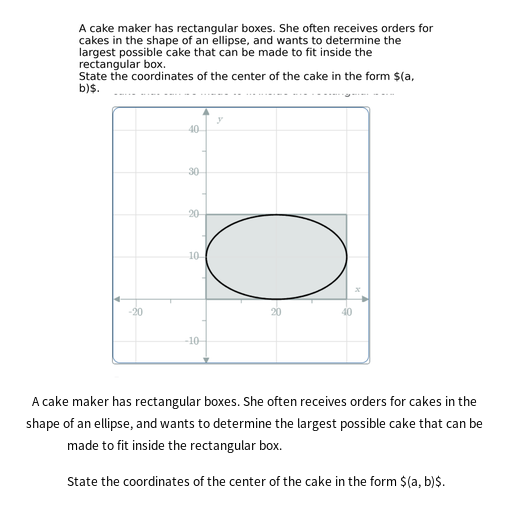 A cake maker has rectangular boxes. She often receives orders for
cakes in the shape of an ellipse, and wants to determine the
largest possible cake that can be made to fit inside the
rectangular box.
State the coordinates of the center of the cake in the form $(a,
b)$.
y
40
30
20
10
x
-20
20
40
-10
A cake maker has rectangular boxes. She often receives orders for cakes in the
shape of an ellipse, and wants to determine the largest possible cake that can be
made to fit inside the rectangular box.
State the coordinates of the center of the cake in the form $(a, b)$.